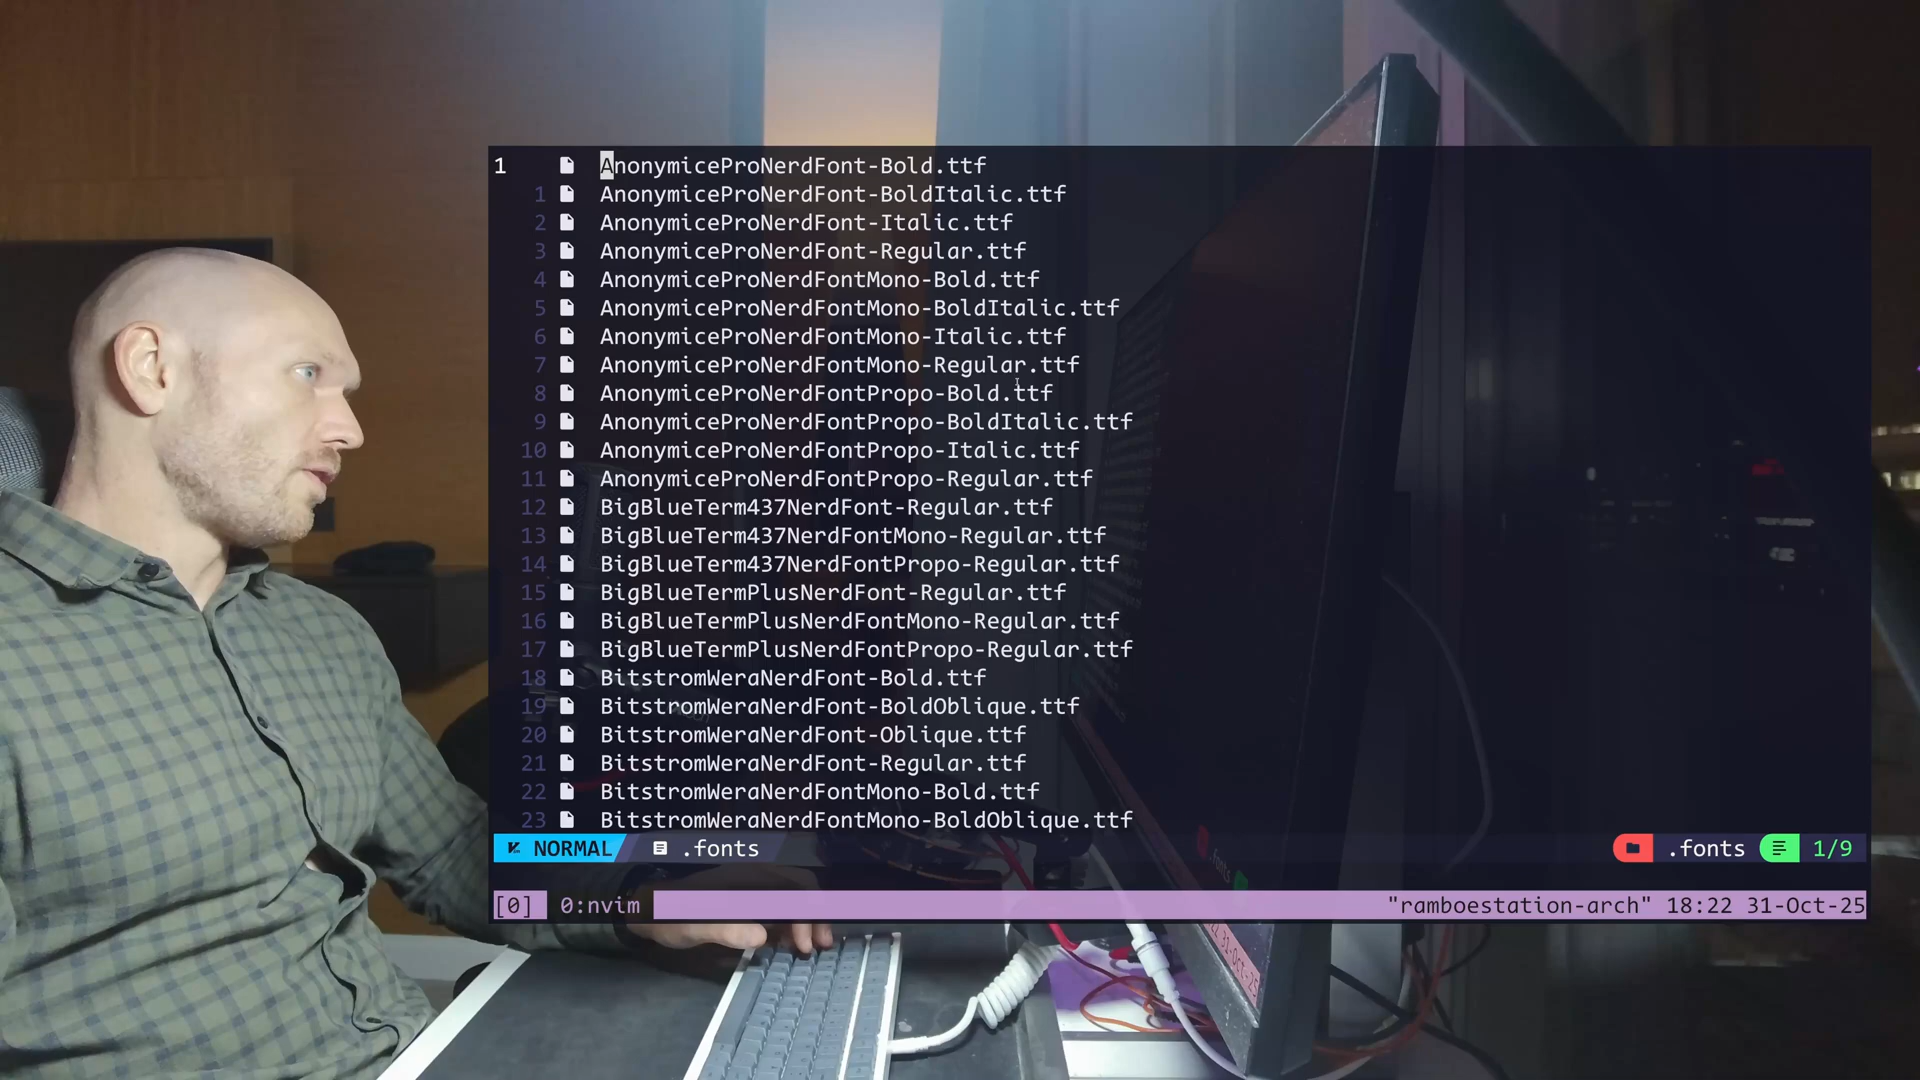 1 AnonymiceProNerdFont-Bold.ttf
1 AnonymiceProNerdFont-BoldItalic.ttf
2 AnonymiceProNerdFont-Italic.ttf
3 AnonymiceProNerdFont-Regular.ttf
4 AnonymiceProNerdFontMono-Bold.ttf
5 AnonymiceProNerdFontMono-BoldItalic.ttf
6 AnonymiceProNerdFontMono-Italic.ttf
7 AnonymiceProNerdFontMono-Regular.ttf
8 AnonymiceProNerdFontPropo-Bold.ttf
9 AnonymiceProNerdFontPropo-BoldItalic.ttf
10 AnonymiceProNerdFontPropo-Italic.ttf
11 AnonymiceProNerdFontPropo-Regular.ttf
12 BigBlueTerm437NerdFont-Regular.ttf
13 BigBlueTerm437NerdFontMono-Regular.ttf
14 BigBlueTerm437NerdFontPropo-Regular.ttf
15 BigBlueTermPlusNerdFont-Regular.ttf
16 BigBlueTermPlusNerdFontMono-Regular.ttf
17 BigBlueTermPlusNerdFontPropo-Regular.ttf
18 BitstromWeraNerdFont-Bold.ttf
19 BitstromWeraNerdFont-BoldOblique.ttf
20 BitstromWeraNerdFont-Oblique.ttf
21 BitstromWeraNerdFont-Regular.ttf
22 BitstromWeraNerdFontMono-Bold.ttf
23 BitstromWeraNerdFontMono-BoldOblique.ttf
NORMAL .fonts .fonts 1/9
[0] 0:nvim "ramboestation-arch" 18:22 31-Oct-25
31-Oct-25